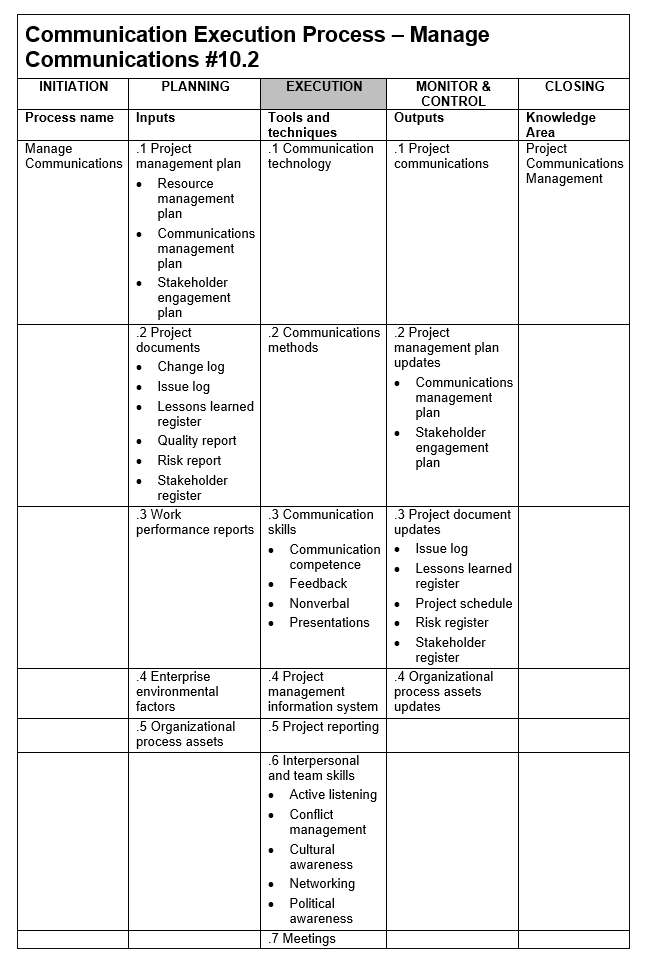 Communication Execution Process – Manage
Communications #10.2
INITIATION
PLANNING
EXECUTION
MONITOR &
CONTROL
CLOSING
Process name
Inputs
Tools and
techniques
Outputs
Knowledge
Area
Manage
Communications
.1 Project
management plan
• Resource
management
plan
• Communications
management
plan
• Stakeholder
engagement
plan
.1 Communication
technology
.1 Project
communications
Project
Communications
Management
.2 Project
documents
• Change log
• Issue log
• Lessons learned
register
• Quality report
• Risk report
• Stakeholder
register
.2 Communications
methods
.2 Project
management plan
updates
• Communications
management
plan
• Stakeholder
engagement
plan
.3 Work
performance reports
.3 Communication
skills
• Communication
competence
• Feedback
• Nonverbal
• Presentations
.3 Project document
updates
• Issue log
• Lessons learned
register
• Project schedule
• Risk register
• Stakeholder
register
.4 Enterprise
environmental
factors
.4 Project
management
information system
.4 Organizational
process assets
updates
.5 Organizational
process assets
.5 Project reporting
.6 Interpersonal
and team skills
• Active listening
• Conflict
management
• Cultural
awareness
• Networking
• Political
awareness
.7 Meetings